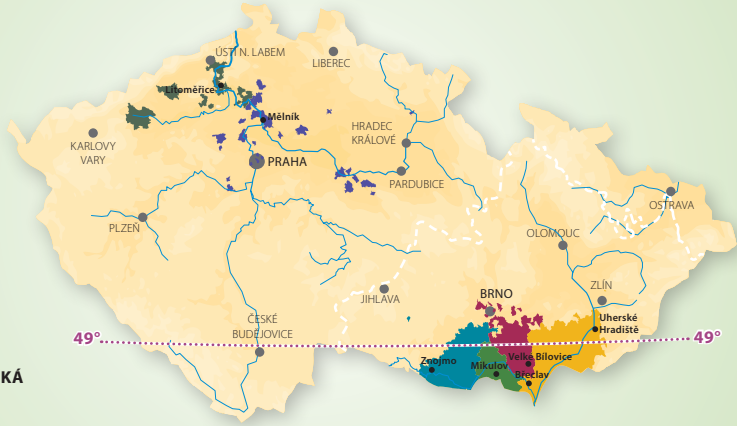 ÚSTÍ N. LABEM
LIBEREC
Litoměřice
Mělník
KARLOVY
VARY
HRADEC
KRÁLOVÉ
PRAHA
PARDUBICE
OSTRAVA
PLZEŇ
OLOMOUC
ZLÍN
JIHLAVA
BRNO
ČESKÉ
BUDĚJOVICE
Uherské
Hradiště
49°
49°
Znojmo
Mikulov
Velké Bílovice
Břeclav
KÁ